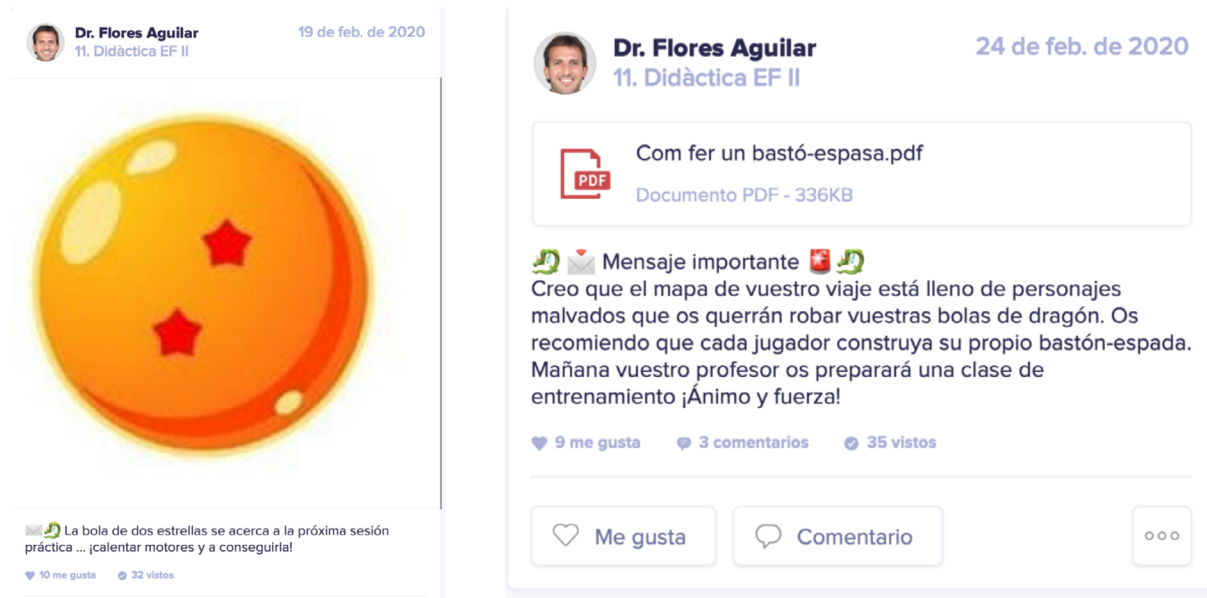 Dr. Flores Aguilar
19 de feb. de 2020
11. Didàctica EF II
La bola de dos estrellas se acerca a la próxima sesión
práctica ... ¡calentar motores y a conseguirla!
10 me gusta
32 vistos
Dr. Flores Aguilar
24 de feb. de 2020
11. Didàctica EF II
Com fer un bastó-espasa.pdf
PDF
Documento PDF - 336KB
Mensaje importante
Creo que el mapa de vuestro viaje está lleno de personajes
malvados que os querrán robar vuestras bolas de dragón. Os
recomiendo que cada jugador construya su propio bastón-espada.
Mañana vuestro profesor os preparará una clase de
entrenamiento ¡Ánimo y fuerza!
9 me gusta
3 comentarios
35 vistos
Me gusta
Comentario